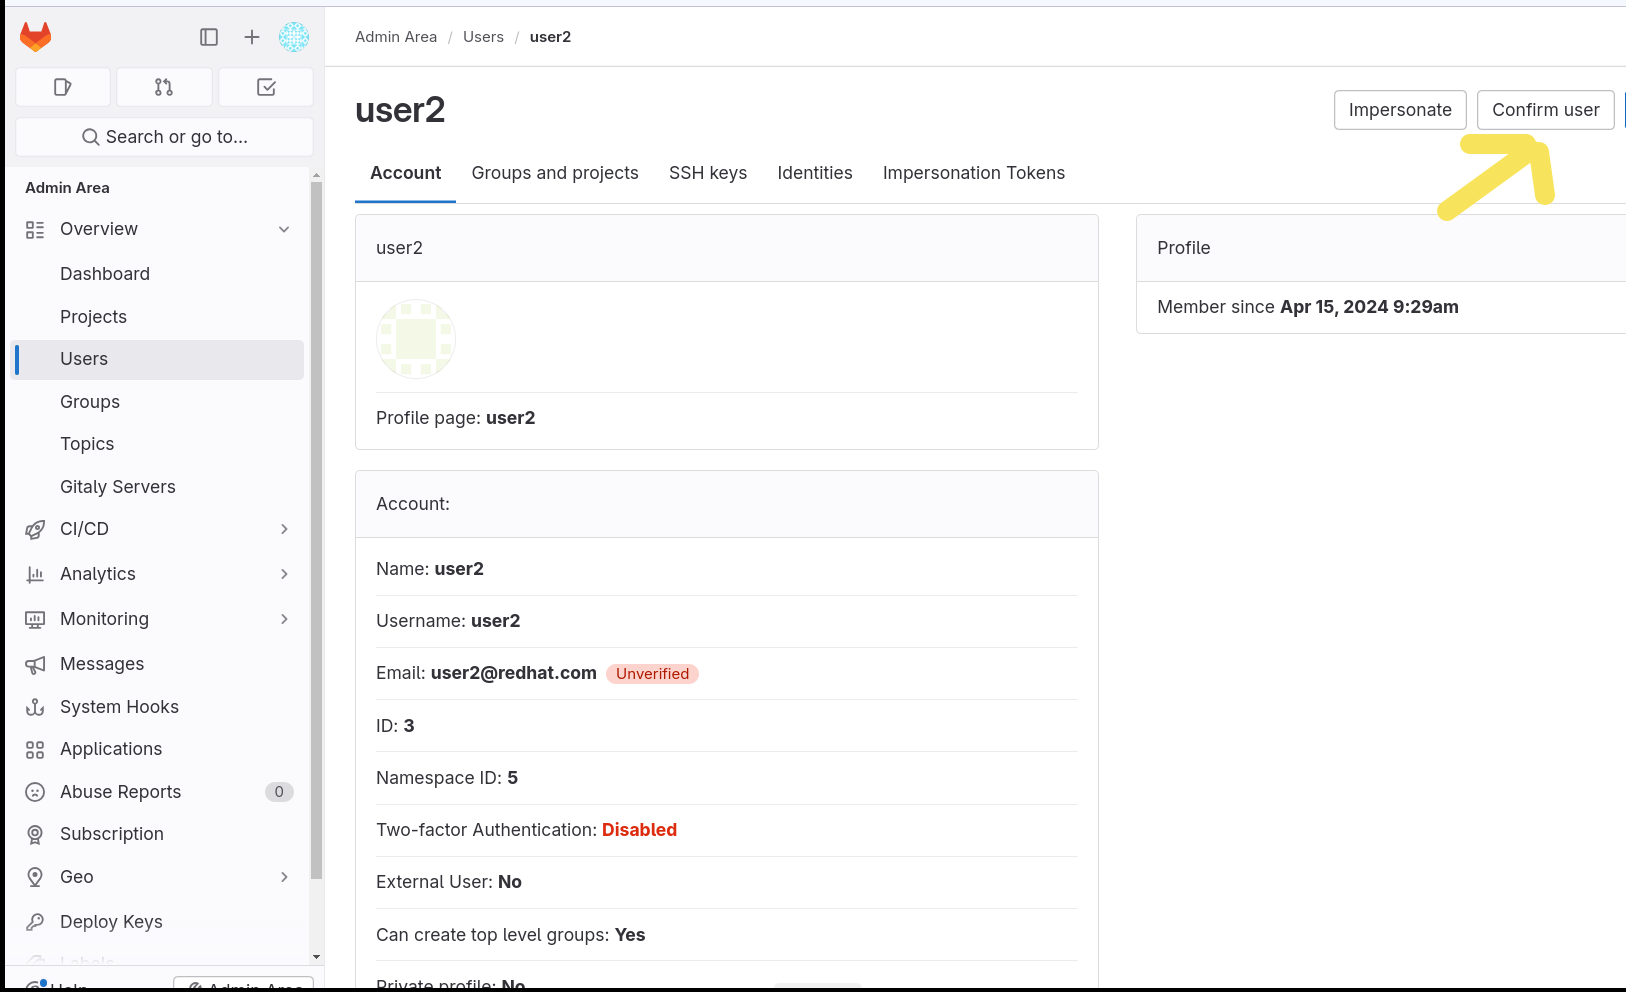 Admin Area / Users / user2
Search or go to...
Admin Area
Overview
Dashboard
Projects
Users
Groups
Topics
Gitaly Servers
CI/CD
Analytics
Monitoring
Messages
System Hooks
Applications
Abuse Reports 0
Subscription
Geo
Deploy Keys
Labels
Help
Admin Area
user2
Impersonate
Confirm user
Account
Groups and projects
SSH keys
Identities
Impersonation Tokens
user2
Profile page: user2
Account:
Name: user2
Username: user2
Email: user2@redhat.com Unverified
ID: 3
Namespace ID: 5
Two-factor Authentication: Disabled
External User: No
Can create top level groups: Yes
Private profile: No
Profile
Member since Apr 15, 2024 9:29am